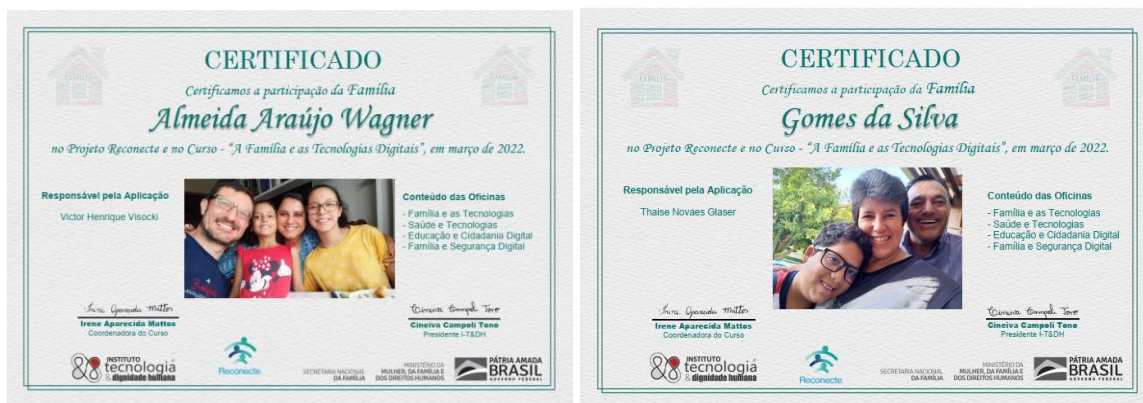 CERTIFICADO
Certificamos a participação da Família
Almeida Araújo Wagner
no Projeto Reconecte e no Curso - “A Família e as Tecnologias Digitais”, em março de 2022.
Responsável pela Aplicação
Victor Henrique Visocki
Conteúdo das Oficinas
- Família e as Tecnologias
- Saúde e Tecnologias
- Educação e Cidadania Digital
- Família e Segurança Digital
Irene Aparecida Mattos
Irene Aparecida Mattos
Coordenadora do Curso
Cineiva Campoli Tono
Presidente I-T&DH
INSTITUTO
tecnologia
& dignidade humana
Reconecte
SECRETARIA NACIONAL
DA FAMÍLIA
MINISTÉRIO DA
MULHER, DA FAMÍLIA E
DOS DIREITOS HUMANOS
PÁTRIA AMADA
BRASIL
GOVERNO FEDERAL
CERTIFICADO
Certificamos a participação da Família
Gomes da Silva
no Projeto Reconecte e no Curso - “A Família e as Tecnologias Digitais”, em março de 2022.
Responsável pela Aplicação
Thaise Novaes Glaser
Conteúdo das Oficinas
- Família e as Tecnologias
- Saúde e Tecnologias
- Educação e Cidadania Digital
- Família e Segurança Digital
Irene Aparecida Mattos
Irene Aparecida Mattos
Coordenadora do Curso
Cineiva Campoli Tono
Presidente I-T&DH
INSTITUTO
tecnologia
& dignidade humana
Reconecte
SECRETARIA NACIONAL
DA FAMÍLIA
MINISTÉRIO DA
MULHER, DA FAMÍLIA E
DOS DIREITOS HUMANOS
PÁTRIA AMADA
BRASIL
GOVERNO FEDERAL